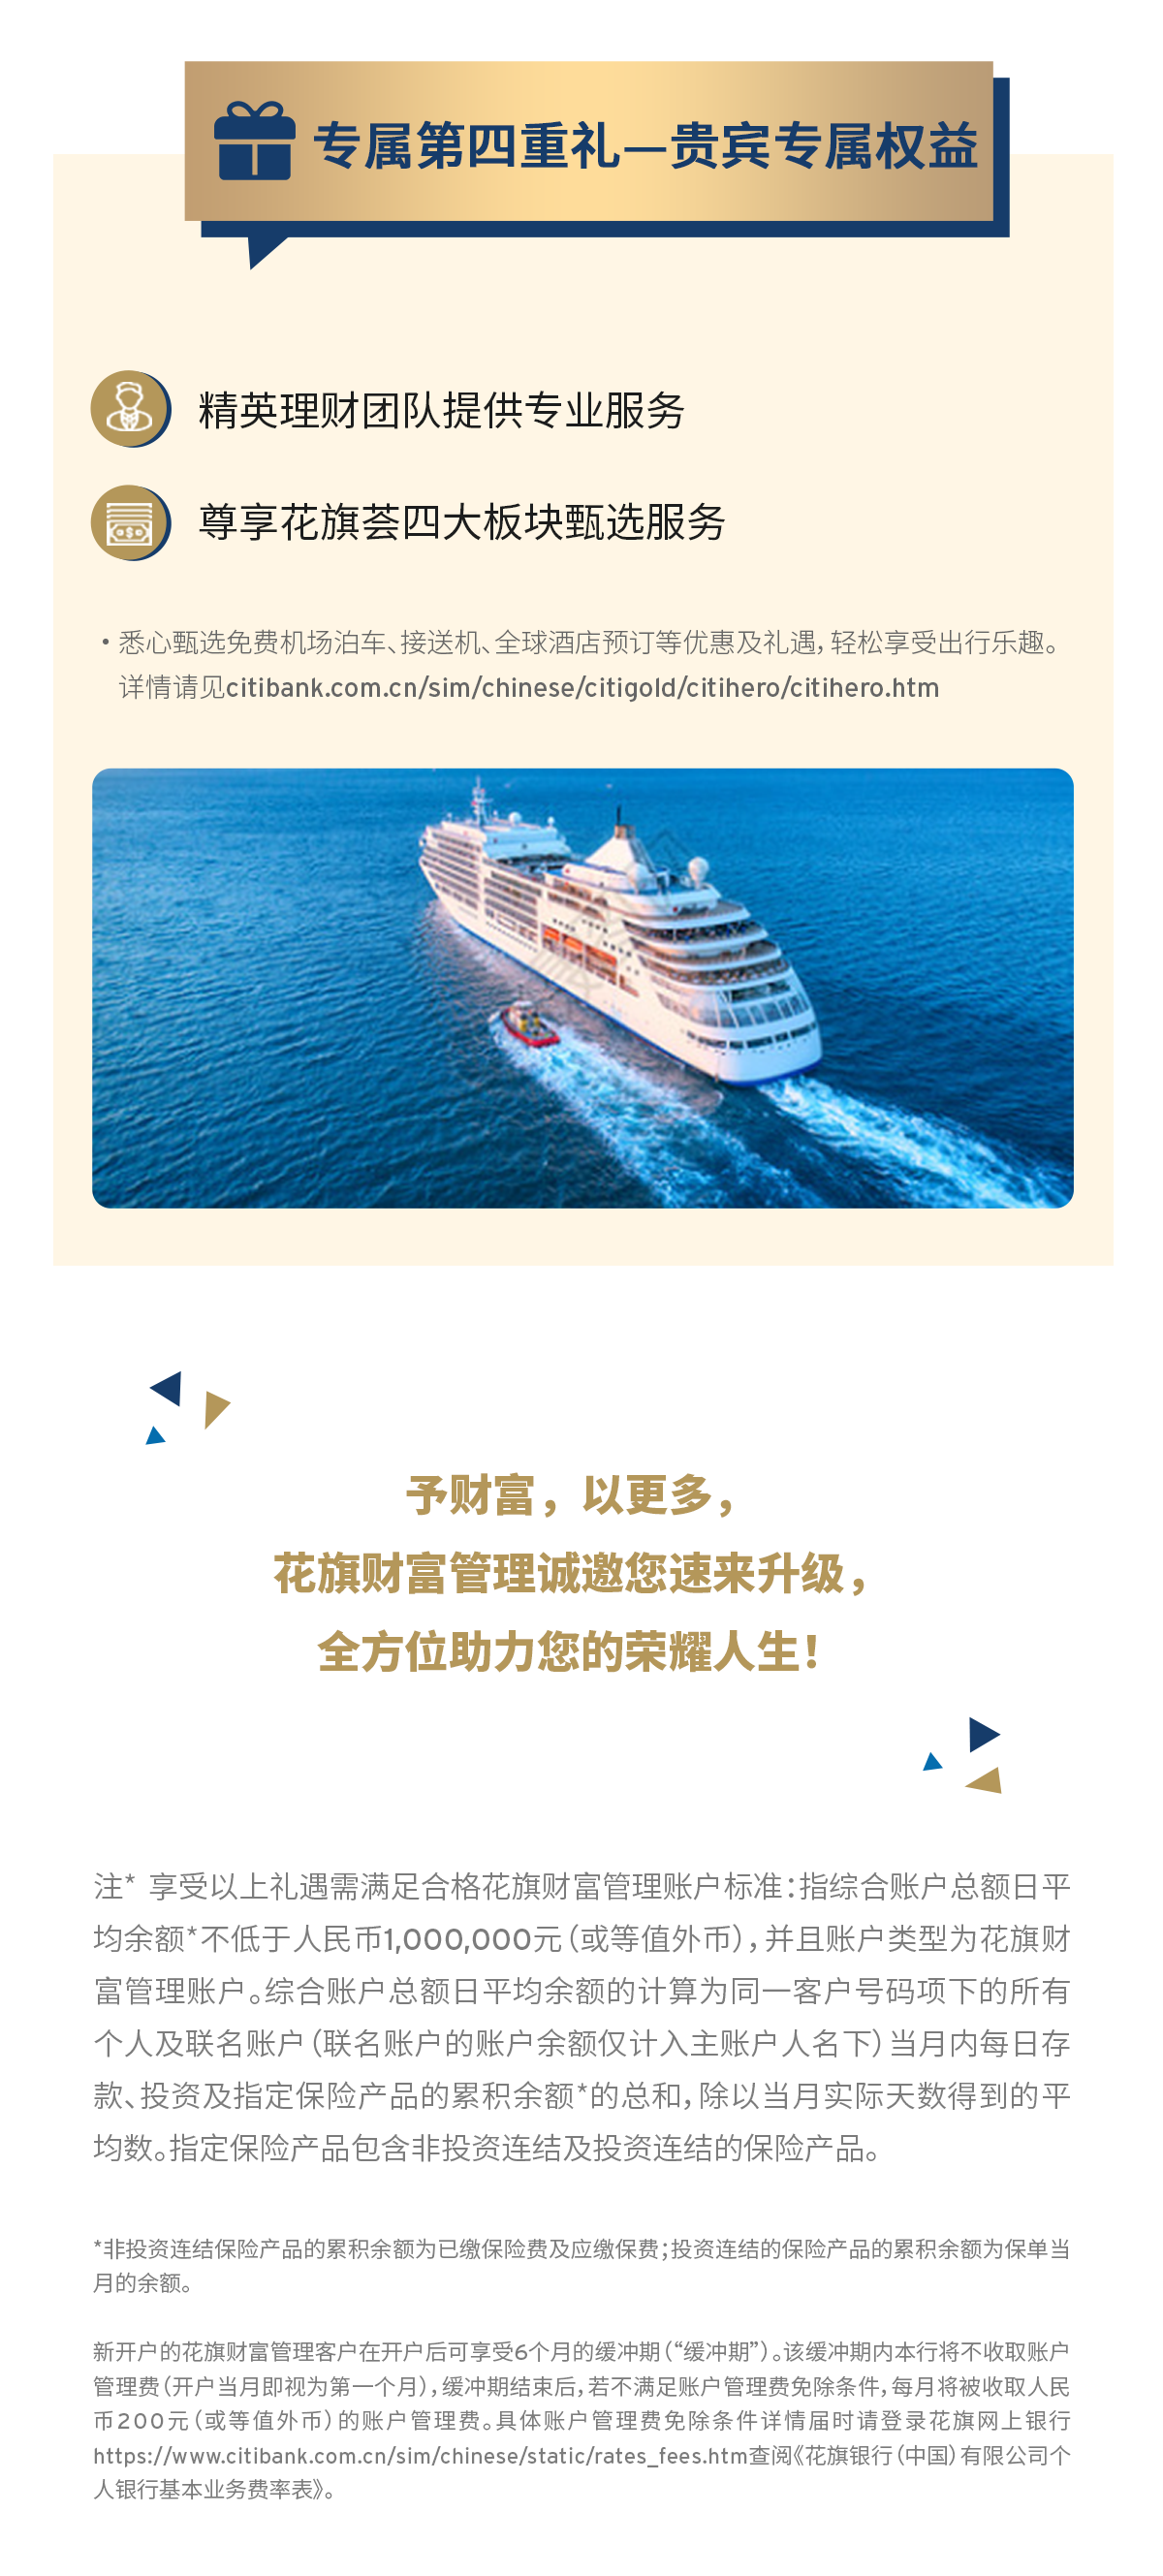 专属第四重礼—贵宾专属权益
精英理财团队提供专业服务
尊享花旗荟四大板块甄选服务
•悉心甄选免费机场泊车、接送机、全球酒店预订等优惠及礼遇，轻松享受出行乐趣。
详情请见citibank.com.cn/sim/chinese/citigold/citihero/citihero.htm
予财富，以更多，
花旗财富管理诚邀您速来升级，
全方位助力您的荣耀人生！
注* 享受以上礼遇需满足合格花旗财富管理账户标准：指综合账户总额日平
均余额*不低于人民币1,000,000元（或等值外币），并且账户类型为花旗财
富管理账户。综合账户总额日平均余额的计算为同一客户号码项下的所有
个人及联名账户（联名账户的账户余额仅计入主账户人名下）当月内每日存
款、投资及指定保险产品的累积余额*的总和，除以当月实际天数得到的平
均数。指定保险产品包含非投资连结及投资连结的保险产品。
*非投资连结保险产品的累积余额为已缴保险费及应缴保费；投资连结的保险产品的累积余额为保单当
月的余额。
新开户的花旗财富管理客户在开户后可享受6个月的缓冲期（“缓冲期”）。该缓冲期内本行将不收取账户
管理费（开户当月即视为第一个月），缓冲期结束后，若不满足账户管理费免除条件，每月将被收取人民
币200元（或等值外币）的账户管理费。具体账户管理费免除条件详情届时请登录花旗网上银行
https://www.citibank.com.cn/sim/chinese/static/rates_fees.htm查阅《花旗银行（中国）有限公司个
人银行基本业务费率表》。